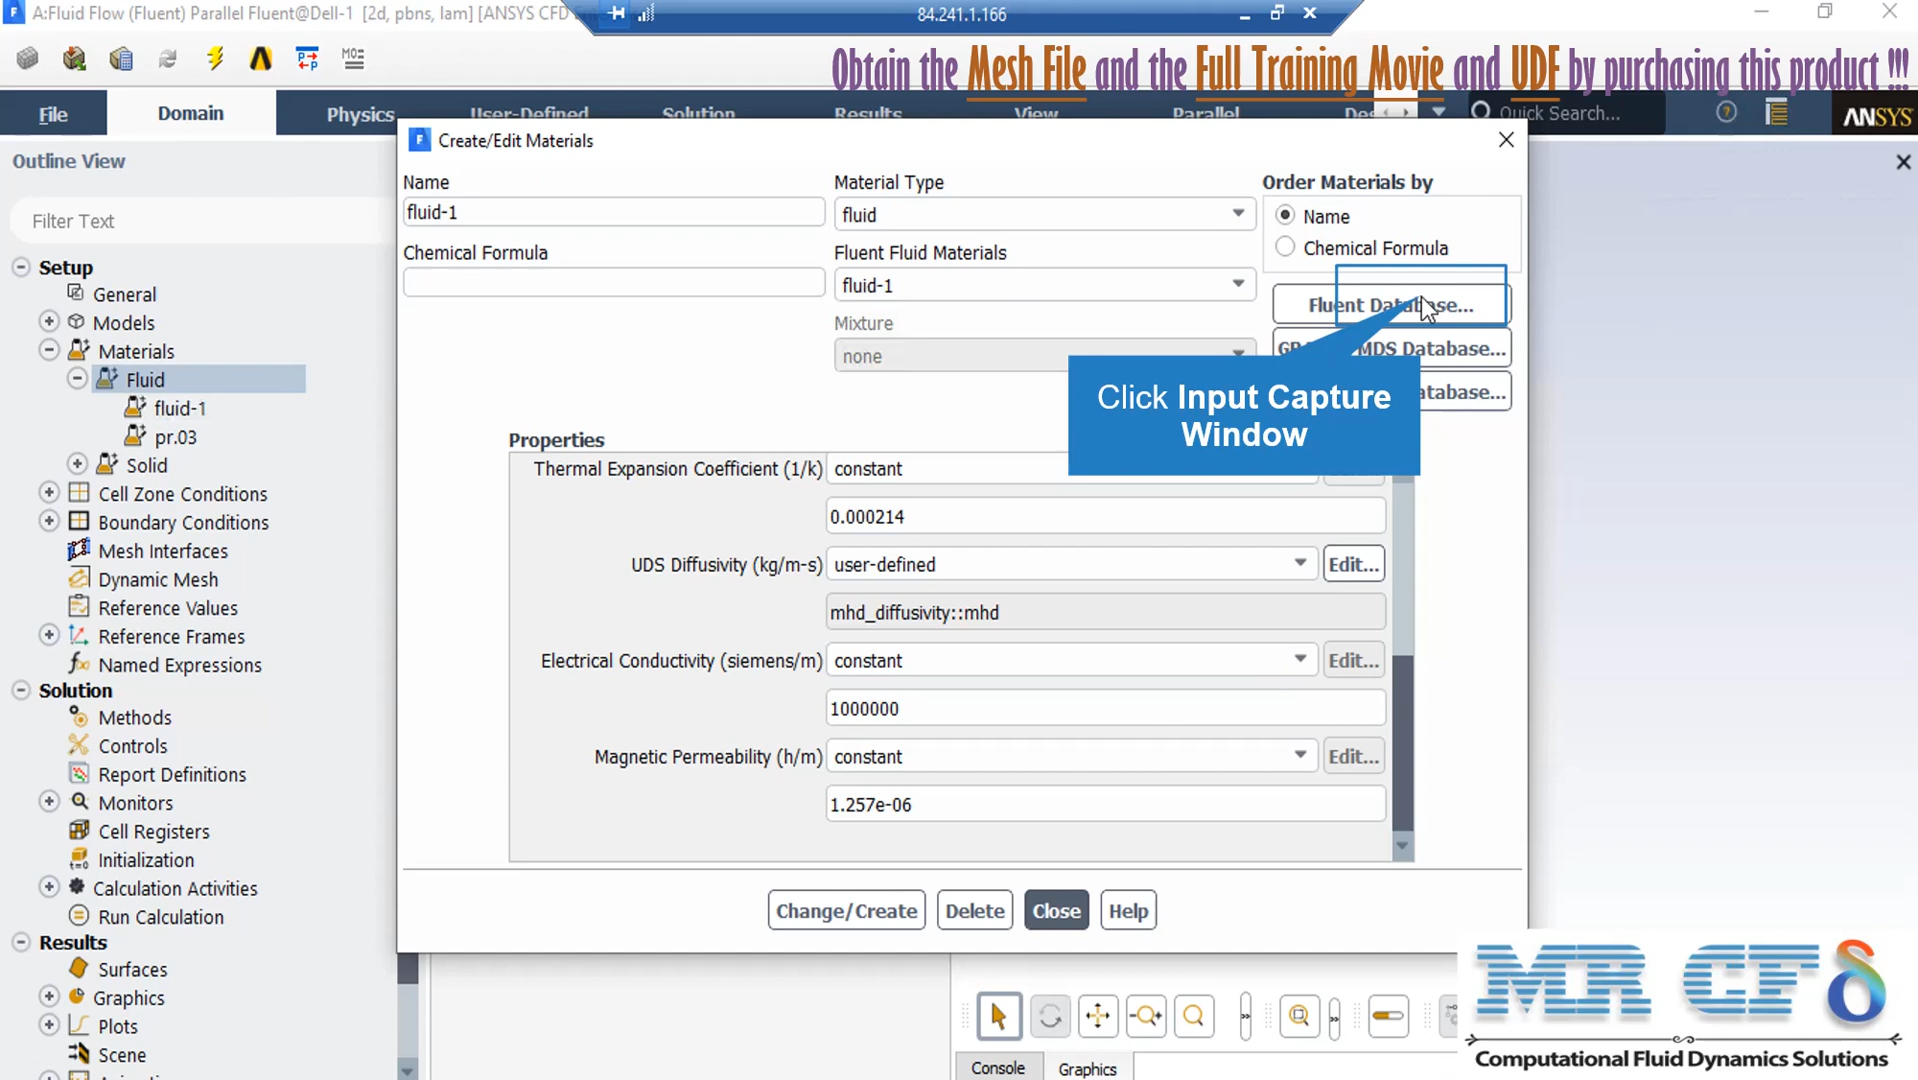 A:Fluid Flow (Fluent) Parallel Fluent@Dell-1 [2d, pbns, lam] [ANSYS CFD
84.241.1.166
Obtain the Mesh File and the Full Training Movie and UDF by purchasing this product !!!
File
Domain
Physics
User-Defined
Solution
Results
View
Parallel
Quick Search...
ANSYS
Outline View
Filter Text
Setup
General
Models
Materials
Fluid
fluid-1
pr.03
Solid
Cell Zone Conditions
Boundary Conditions
Mesh Interfaces
Dynamic Mesh
Reference Values
Reference Frames
Named Expressions
Solution
Methods
Controls
Report Definitions
Monitors
Cell Registers
Initialization
Calculation Activities
Run Calculation
Results
Surfaces
Graphics
Plots
Scene
Create/Edit Materials
Name
fluid-1
Chemical Formula
Material Type
fluid
Fluent Fluid Materials
fluid-1
Mixture
none
Order Materials by
Name
Chemical Formula
Fluent Database...
MDS Database...
Click Input Capture
Window
Properties
Thermal Expansion Coefficient (1/k)
constant
0.000214
UDS Diffusivity (kg/m-s)
user-defined
Edit...
mhd_diffusivity::mhd
Electrical Conductivity (siemens/m)
constant
Edit...
1000000
Magnetic Permeability (h/m)
constant
Edit...
1.257e-06
Change/Create
Delete
Close
Help
Console
Graphics
MR CFD
Computational Fluid Dynamics Solutions